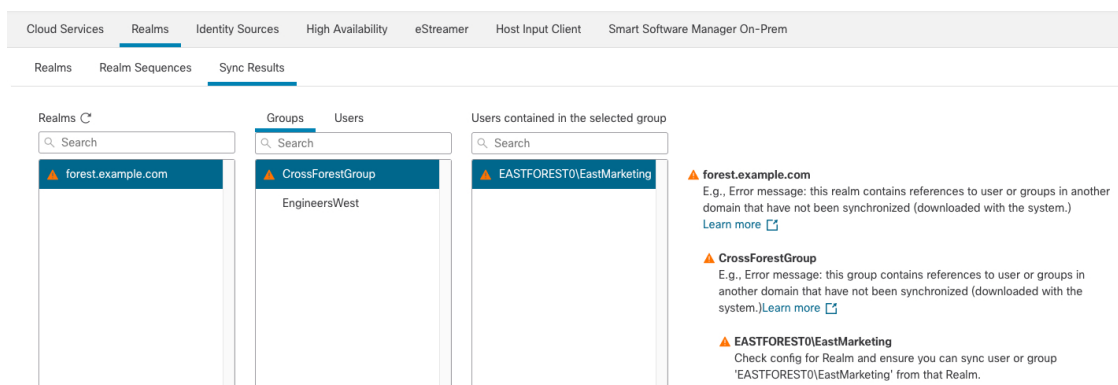 Cloud Services Realms Identity Sources High Availability eStreamer Host Input Client Smart Software Manager On-Prem
Realms Realm Sequences Sync Results
Realms Groups Users Users contained in the selected group
Search Search Search
forest.example.com CrossForestGroup EASTFOREST0\EastMarketing
EngineersWest
forest.example.com
E.g., Error message: this realm contains references to user or groups in another
domain that have not been synchronized (downloaded with the system.)
Learn more
CrossForestGroup
E.g., Error message: this group contains references to user or groups in
another domain that have not been synchronized (downloaded with the
system.)Learn more
EASTFOREST0\EastMarketing
Check config for Realm and ensure you can sync user or group
'EASTFOREST0\EastMarketing' from that Realm.